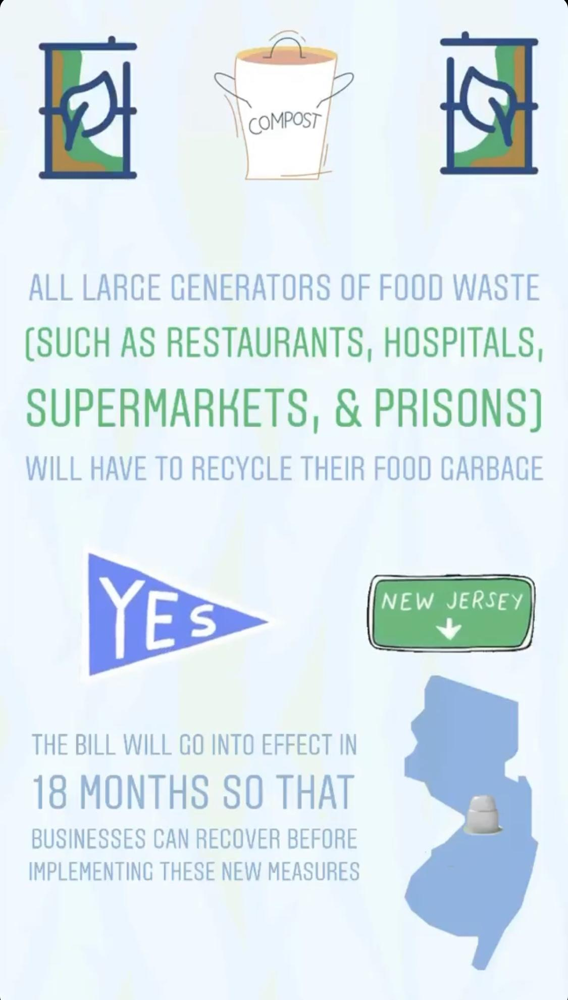 COMPOST
ALL LARGE GENERATORS OF FOOD WASTE
(SUCH AS RESTAURANTS, HOSPITALS,
SUPERMARKETS, & PRISONS)
WILL HAVE TO RECYCLE THEIR FOOD GARBAGE
YES
NEW JERSEY
THE BILL WILL GO INTO EFFECT IN
18 MONTHS SO THAT
BUSINESSES CAN RECOVER BEFORE
IMPLEMENTING THESE NEW MEASURES